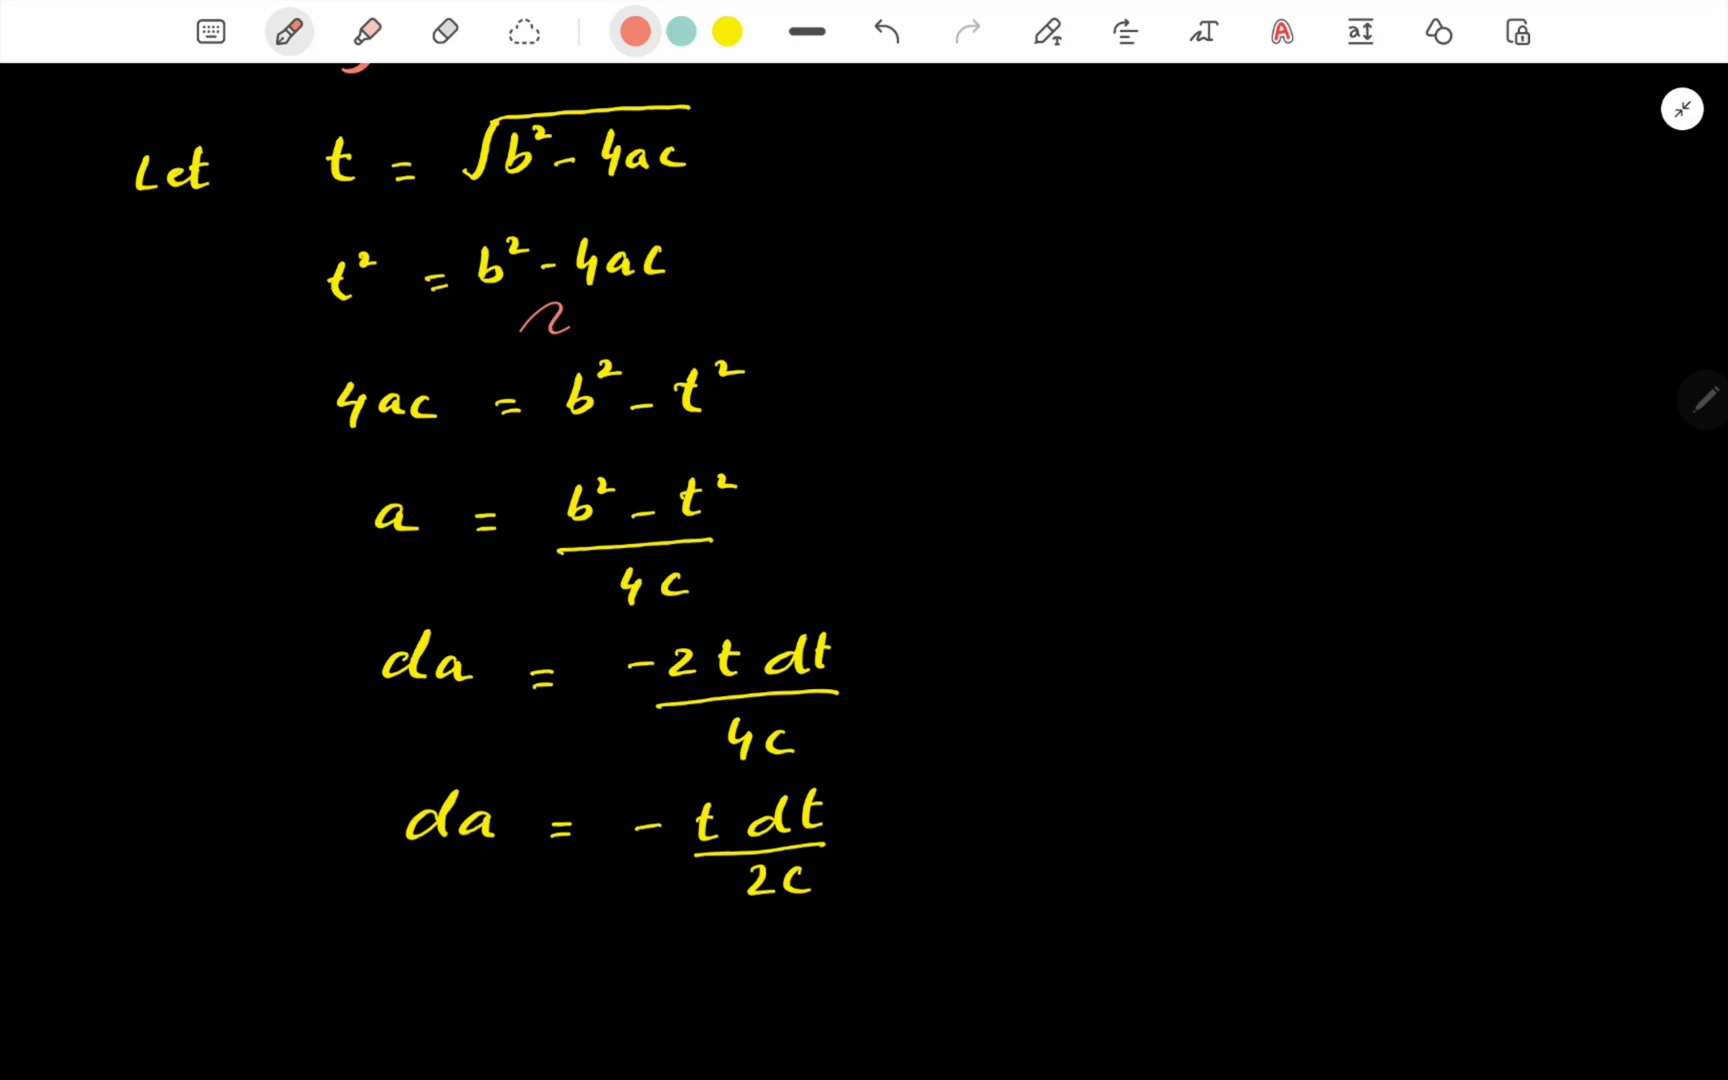 Let t = √(b² - 4ac)
t² = b² - 4ac
4ac = b² - t²
a = (b² - t²) / 4c
da = -2t dt / 4c
da = - t dt / 2c